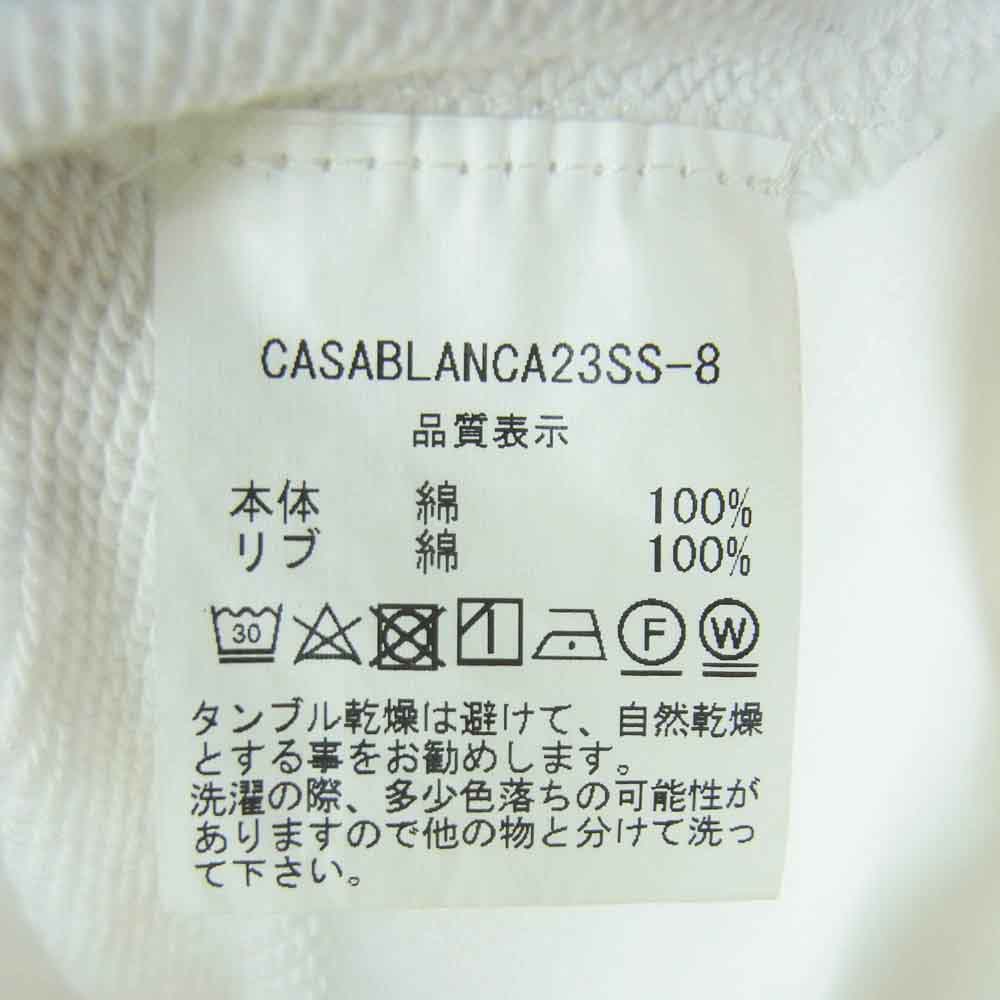 CASABLANCA23SS-8
品質表示
本体 綿 100%
リブ 綿 100%
30 F W
タンブル乾燥は避けて、自然乾燥
とする事をお勧めします。
洗濯の際、多少色落ちの可能性が
ありますので他の物と分けて洗っ
て下さい。